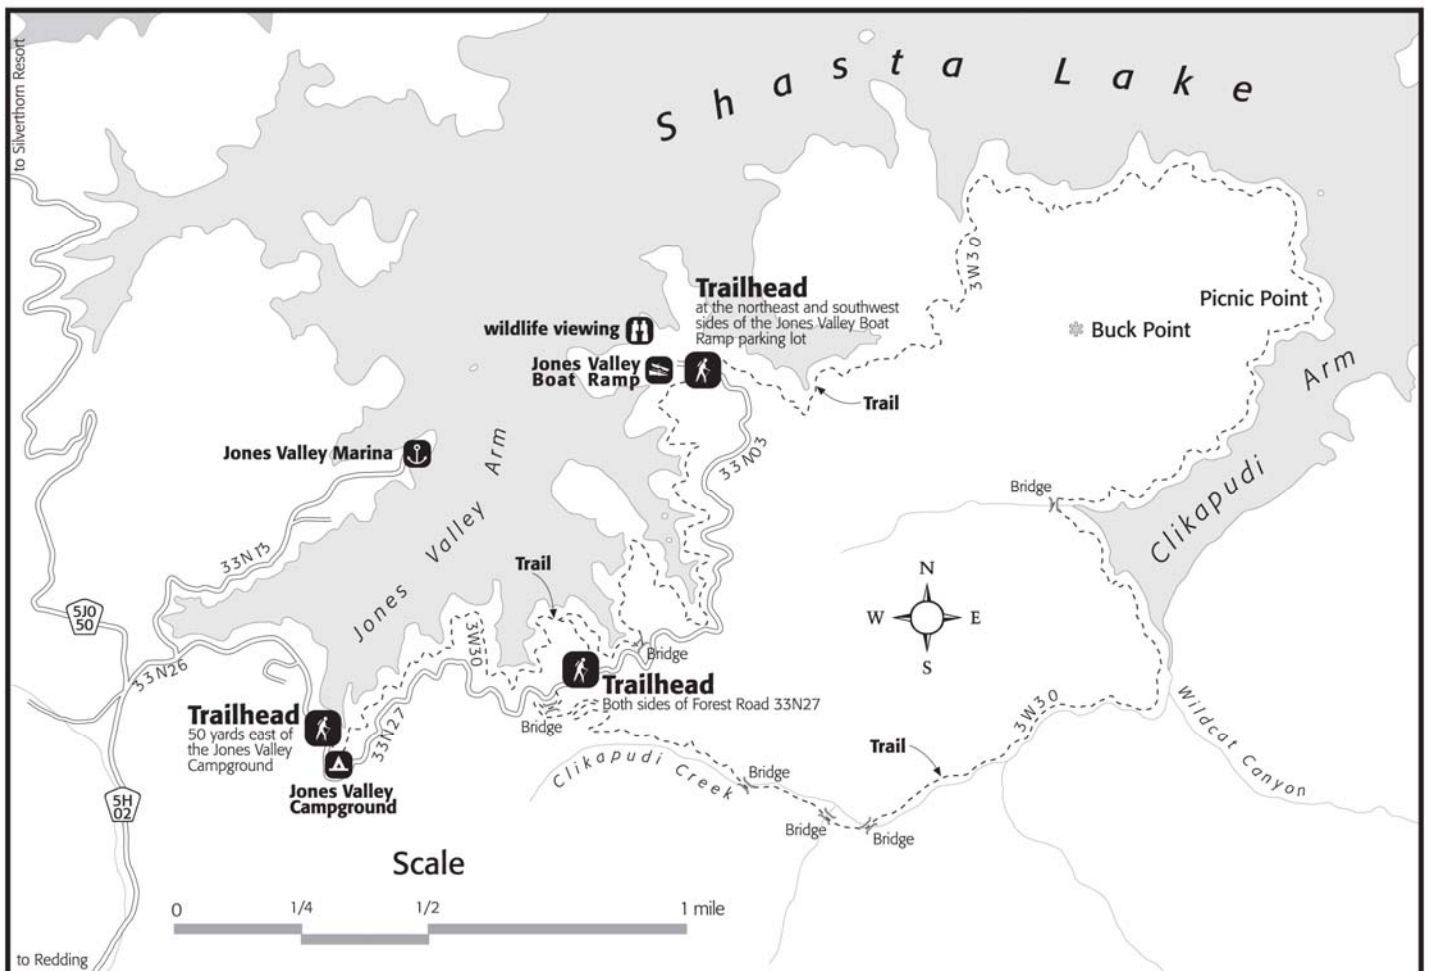 to Silverthorn Resort
Shasta Lake
3W30
Trailhead
at the northeast and southwest
sides of the Jones Valley Boat
Ramp parking lot
Picnic Point
wildlife viewing
Buck Point
Jones Valley
Boat Ramp
Clikapudi Arm
Trail
Jones Valley Marina
Jones Valley Arm
33N03
Bridge
33N13
Trail
N
W
E
S
5J0
50
3W30
Bridge
33N26
Trailhead
Both sides of Forest Road 33N27
Bridge
3W30
Wildcat Canyon
Trailhead
50 yards east of
the Jones Valley
Campground
33N27
Trail
Clikapudi Creek
Bridge
Jones Valley
Campground
5H
02
Bridge
Bridge
Scale
0
1/4
1/2
1 mile
to Redding